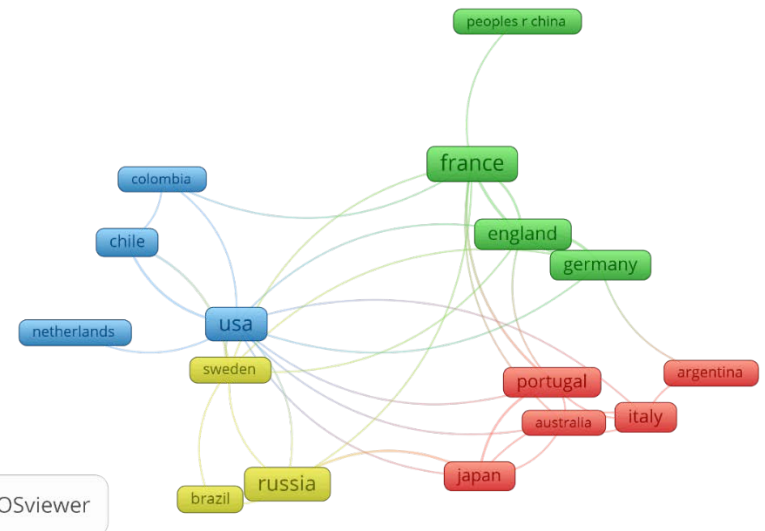 peoples r china
france
colombia
england
chile
germany
usa
netherlands
sweden
argentina
portugal
italy
australia
japan
russia
brazil
OSviewer